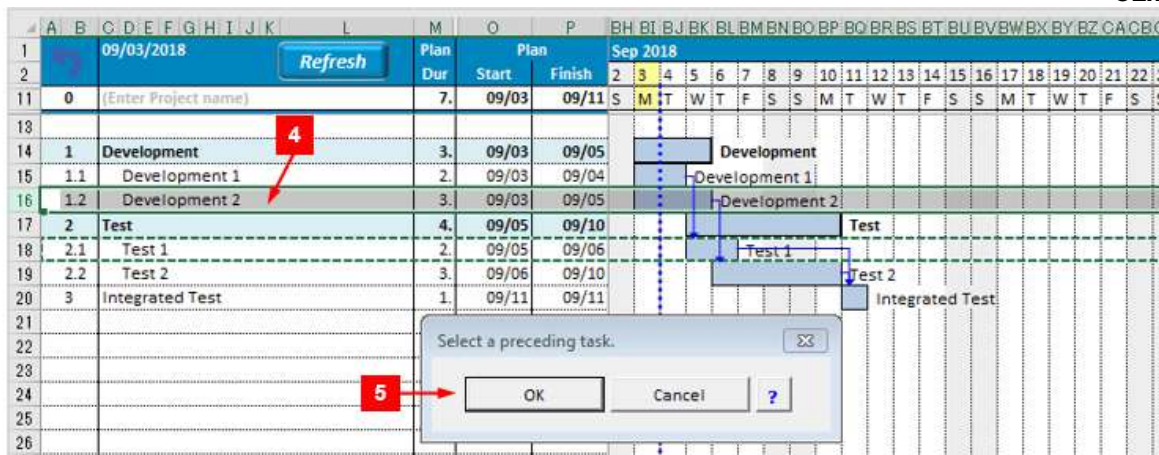 A B C D E F G H I J K L M O P BH BI BJ BK BL BM BN BO BP BQ BR BS BT BU BV BW BX BY BZ CA CB
1 09/03/2018 Refresh Plan Plan Sep 2018
2 Dur Start Finish 2 3 4 5 6 7 8 9 10 11 12 13 14 15 16 17 18 19 20 21 22
11 0 (Enter Project name) 7. 09/03 09/11 S M T W T F S S M T W T F S S M T W T F S
13
4
14 1 Development 3. 09/03 09/05 Development
15 1.1 Development 1 2. 09/03 09/04 Development 1
16 1.2 Development 2 3. 09/03 09/05 Development 2
17 2 Test 4. 09/05 09/10 Test
18 2.1 Test 1 2. 09/05 09/06 Test 1
19 2.2 Test 2 3. 09/06 09/10 Test 2
20 3 Integrated Test 1. 09/11 09/11 Integrated Test
21
22 Select a preceding task.
23
24 5 OK Cancel ?
25
26